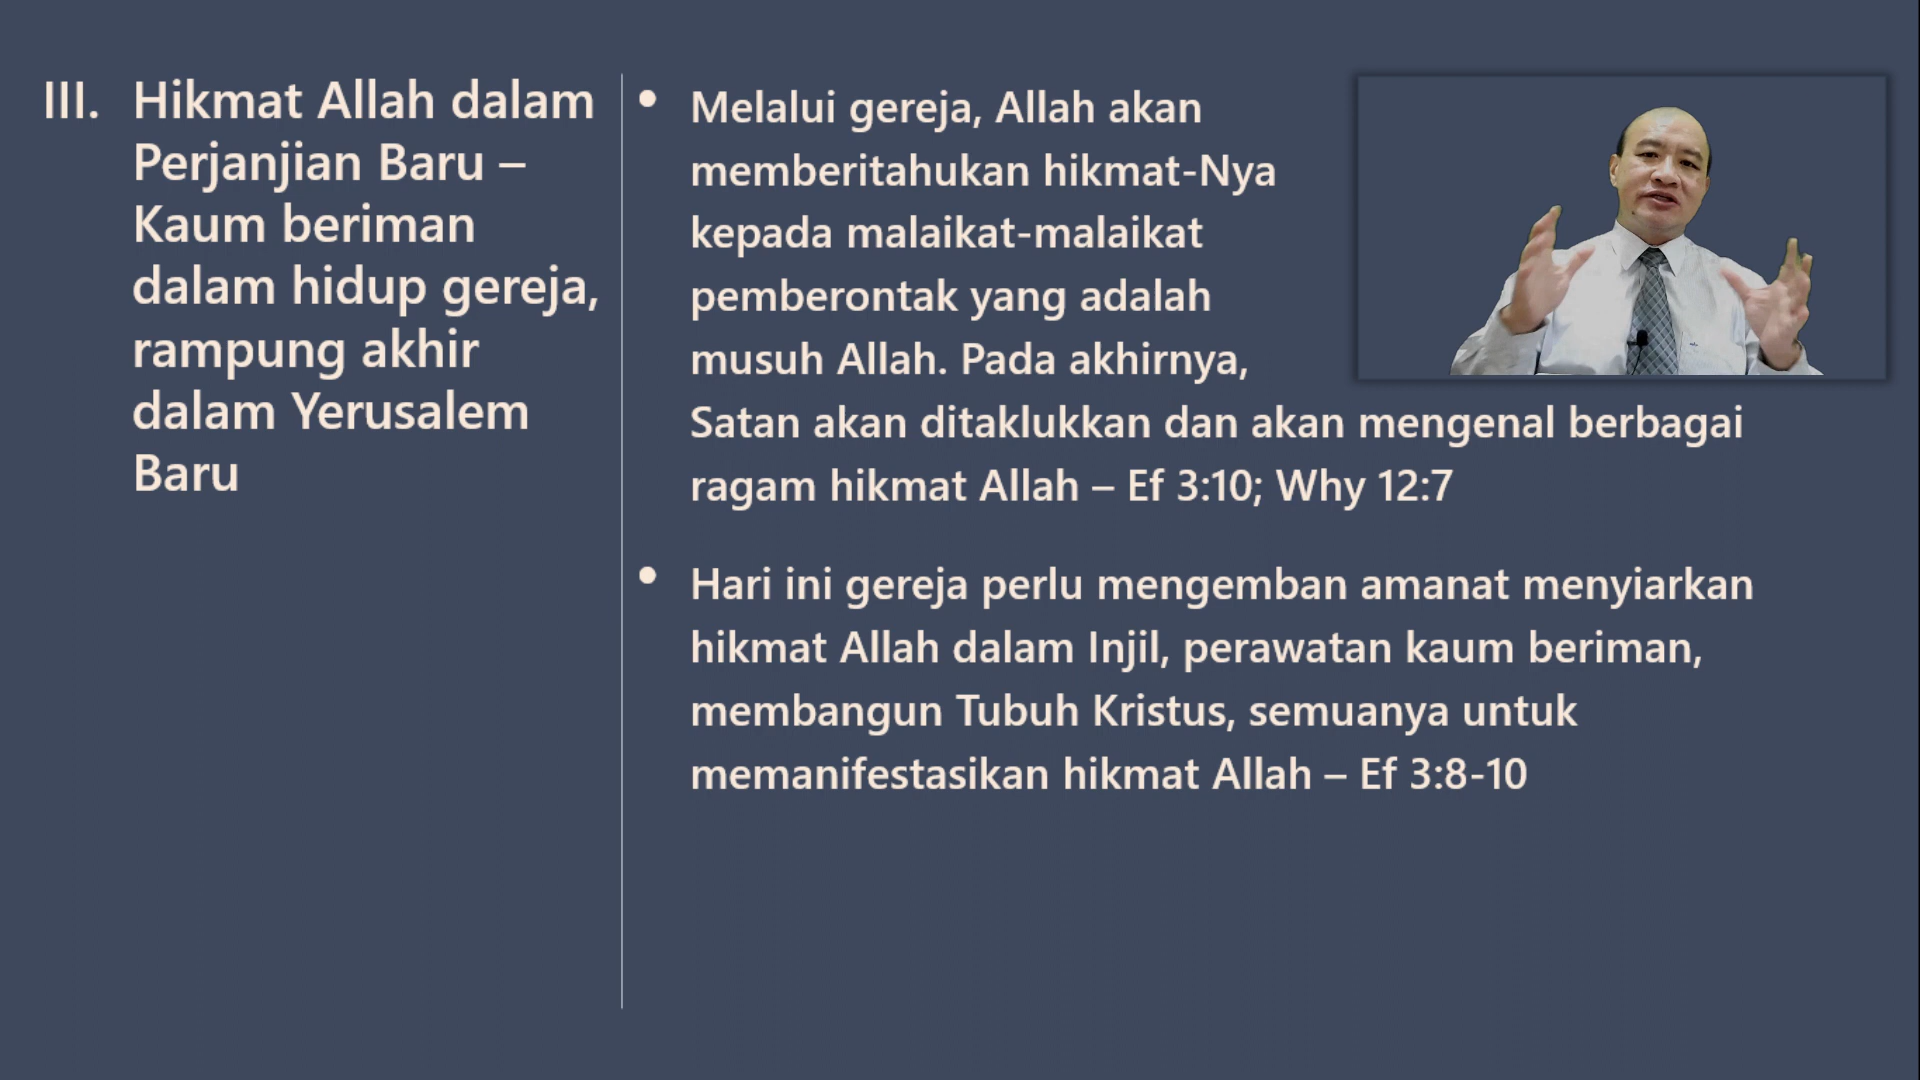 III. Hikmat Allah dalam
Perjanjian Baru –
Kaum beriman
dalam hidup gereja,
rampung akhir
dalam Yerusalem
Baru
• Melalui gereja, Allah akan
memberitahukan hikmat-Nya
kepada malaikat-malaikat
pemberontak yang adalah
musuh Allah. Pada akhirnya,
Satan akan ditaklukkan dan akan mengenal berbagai
ragam hikmat Allah – Ef 3:10; Why 12:7
• Hari ini gereja perlu mengemban amanat menyiarkan
hikmat Allah dalam Injil, perawatan kaum beriman,
membangun Tubuh Kristus, semuanya untuk
memanifestasikan hikmat Allah – Ef 3:8-10